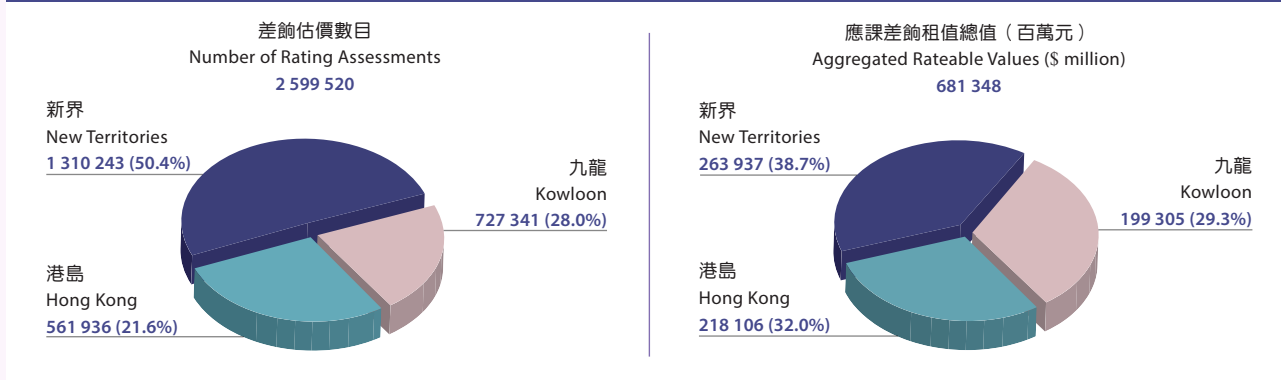 差餉估價數目
Number of Rating Assessments
2 599 520
新界
New Territories
1 310 243 (50.4%)
九龍
Kowloon
727 341 (28.0%)
港島
Hong Kong
561 936 (21.6%)
應課差餉租值總值（百萬元）
Aggregated Rateable Values ($ million)
681 348
新界
New Territories
263 937 (38.7%)
九龍
Kowloon
199 305 (29.3%)
港島
Hong Kong
218 106 (32.0%)